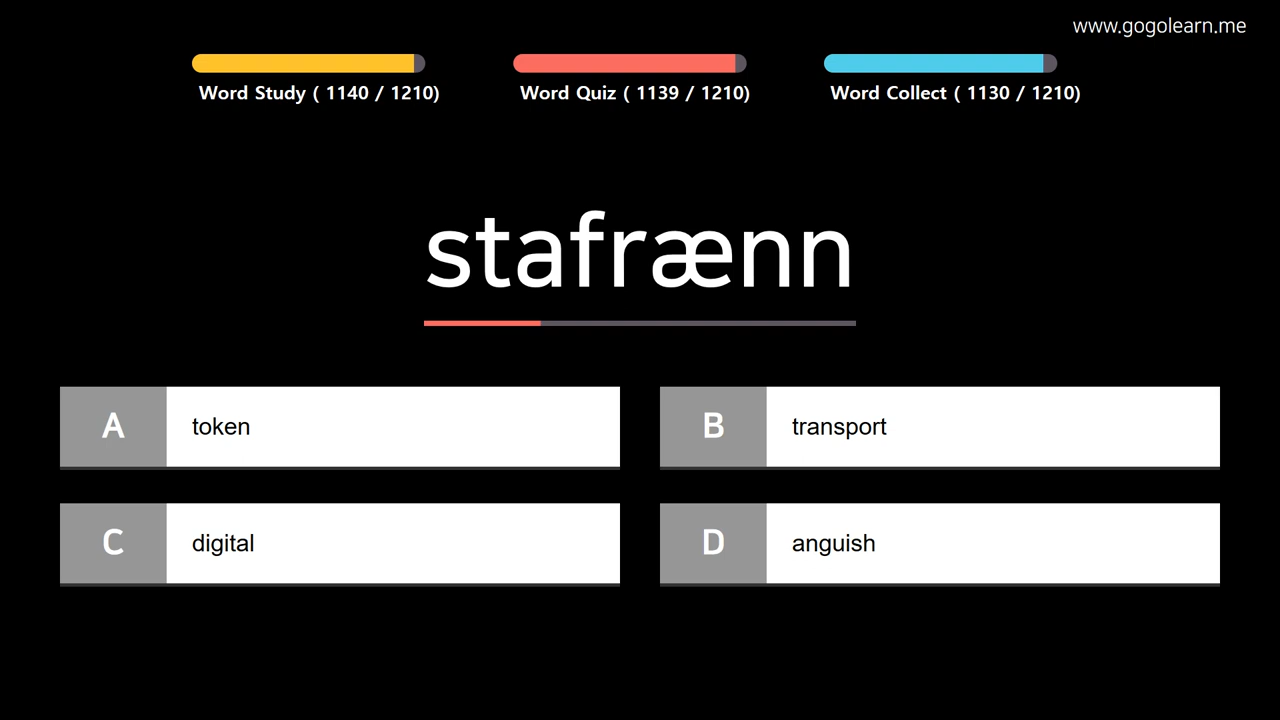 www.gogolearn.me
Word Study ( 1140 / 1210)
Word Quiz ( 1139 / 1210)
Word Collect ( 1130 / 1210)
stafrænn
A token
B transport
C digital
D anguish